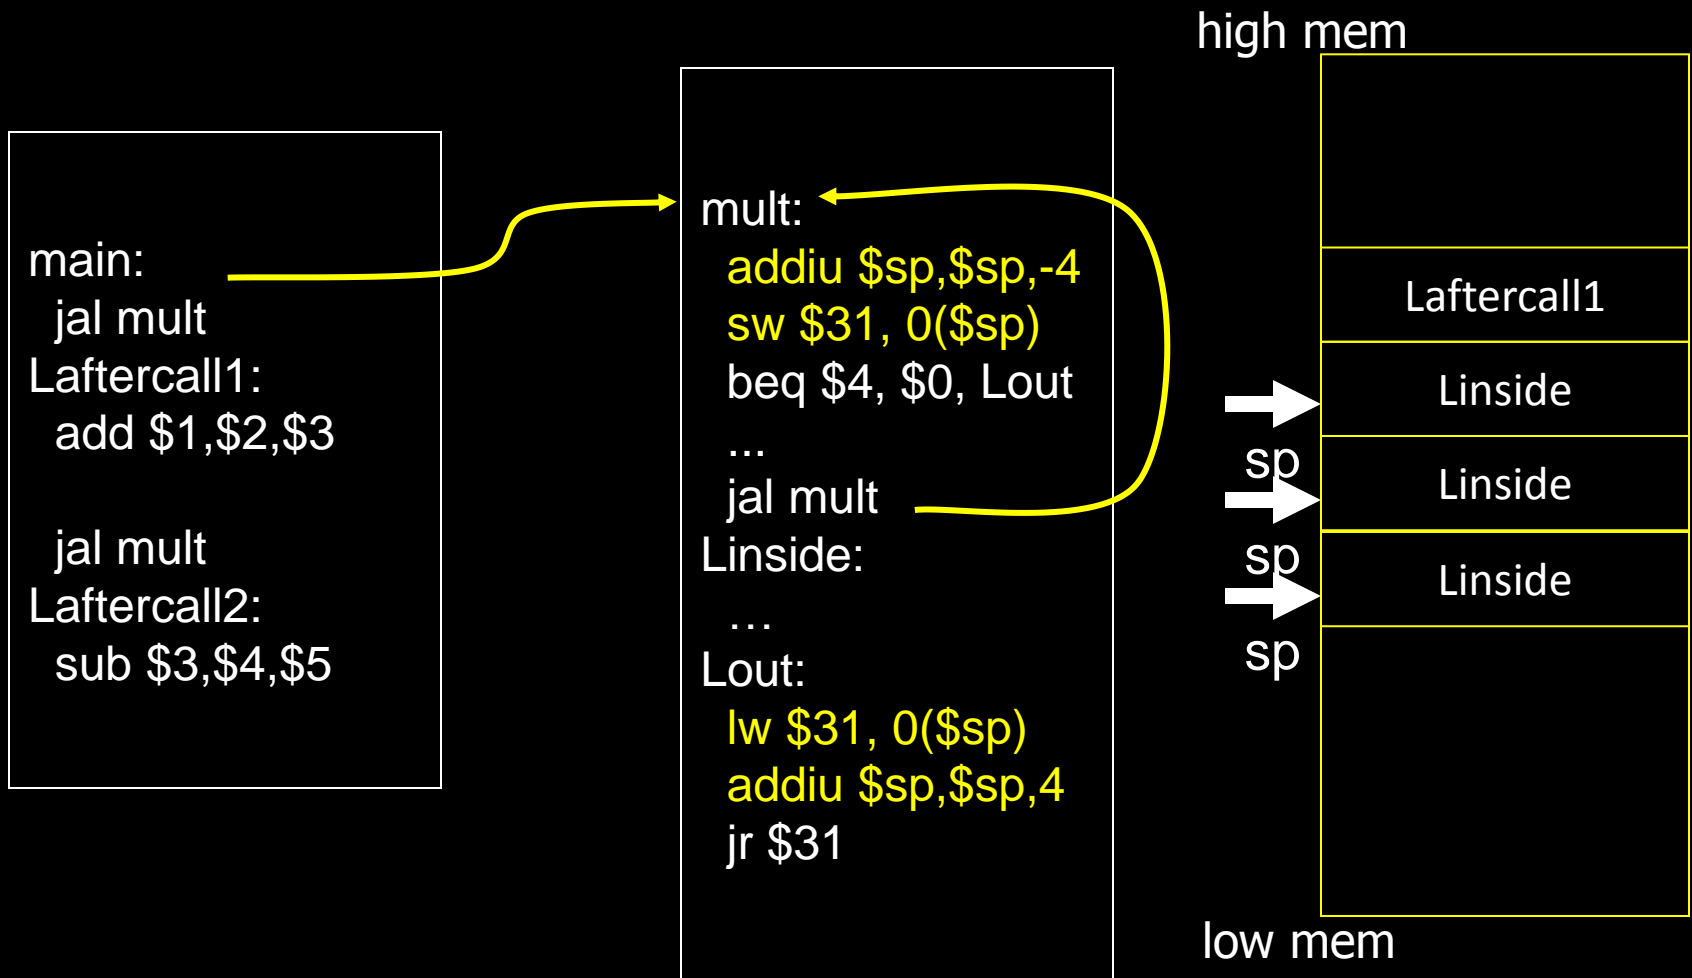 main:
jal mult
Laftercall1:
add $1,$2,$3
jal mult
Laftercall2:
sub $3,$4,$5
mult:
addiu $sp,$sp,-4
sw $31, 0($sp)
beq $4, $0, Lout
...
jal mult
Linside:
…
Lout:
lw $31, 0($sp)
addiu $sp,$sp,4
jr $31
high mem
Laftercall1
Linside
sp
Linside
sp
Linside
sp
low mem